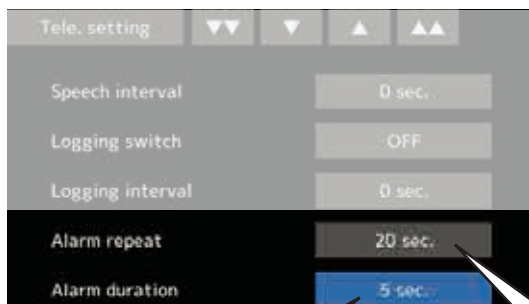 Tele. setting
Speech interval 0 sec.
Logging switch OFF
Logging interval 0 sec.
Alarm repeat 20 sec.
Alarm duration 5 sec.